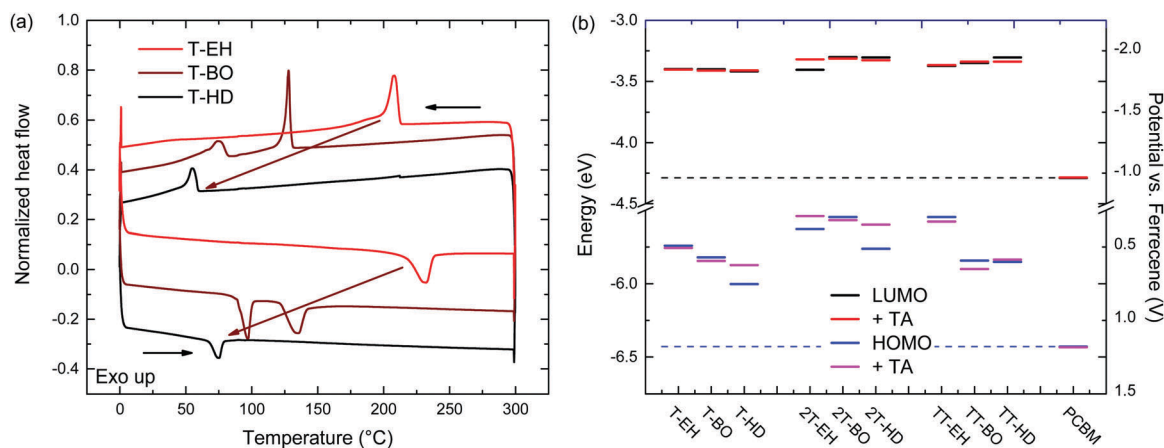 (a)
Normalized heat flow
1.0
0.8
0.6
0.4
0.2
0.0
-0.2
-0.4
T-EH
T-BO
T-HD
Exo up
0
50
100
150
200
250
300
Temperature (°C)
(b)
Energy (eV)
-3.0
-3.5
-4.0
-4.5
-6.0
-6.5
LUMO
+ TA
HOMO
+ TA
T-EH
T-BO
T-HD
2T-EH
2T-BO
2T-HD
TT-EH
TT-BO
TT-HD
PCBM
-2.0
-1.5
-1.0
0.5
1.0
1.5
Potential vs. Ferrecene (V)